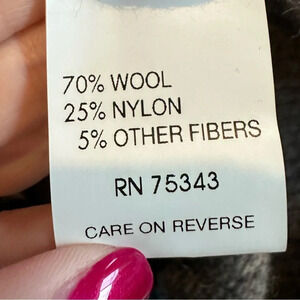 70% WOOL
25% NYLON
5% OTHER FIBERS
RN 75343
CARE ON REVERSE